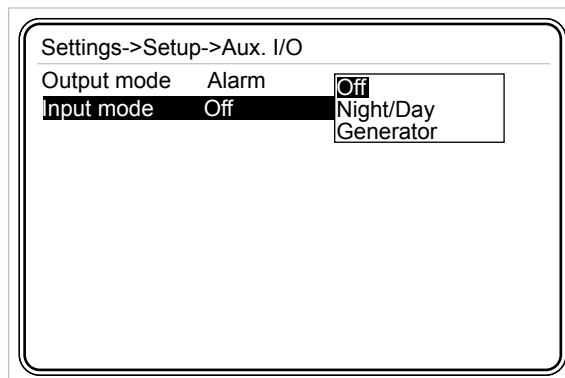 Settings->Setup->Aux. I/O
Output mode Alarm
Input mode Off
Off
Night/Day
Generator